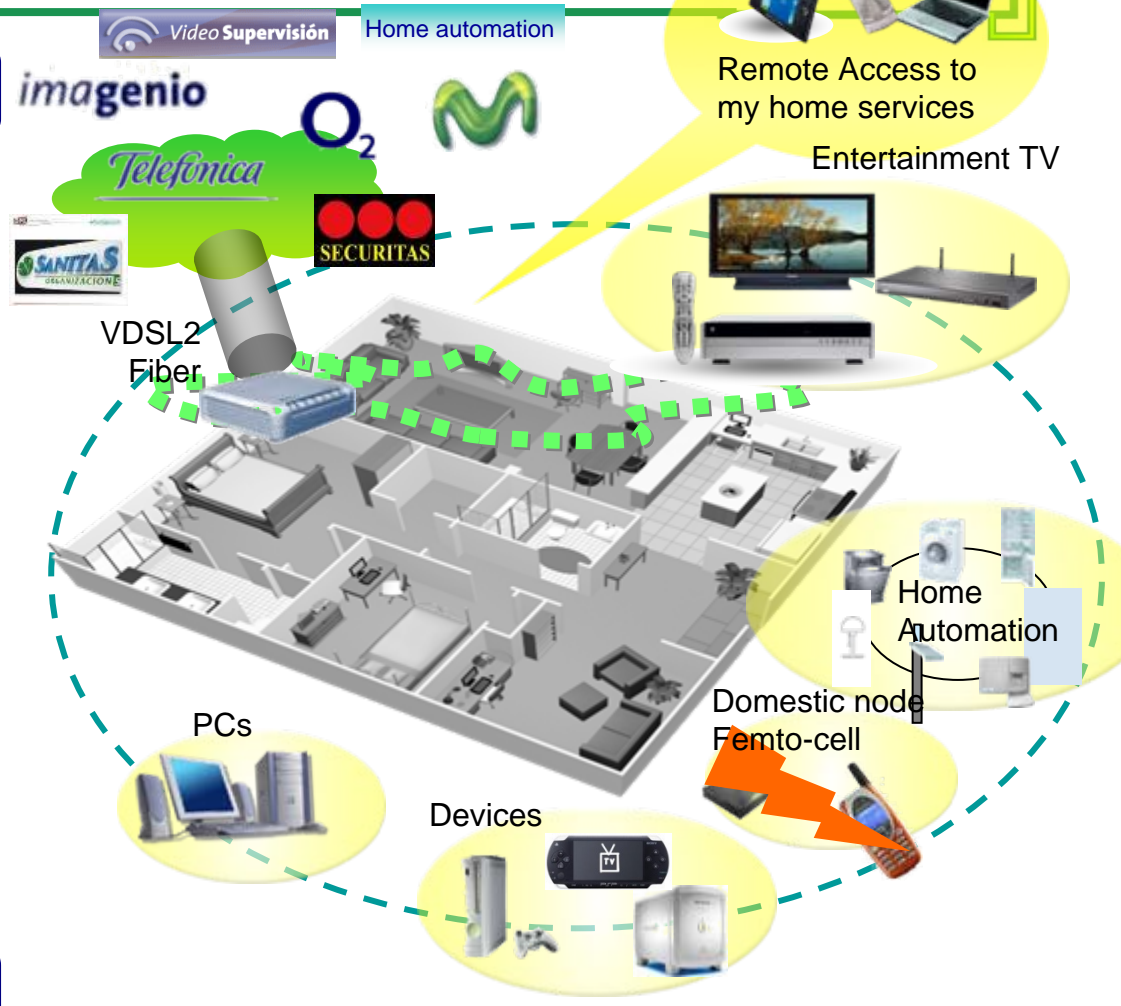 Video Supervisión
Home automation
imagenio
O2
Telefónica
Remote Access to
my home services
Entertainment TV
SECURITAS
SANITAS
ORGANIZACION
VDSL2
Fiber
Home
Automation
Domestic node
Femto-cell
PCs
Devices
TV